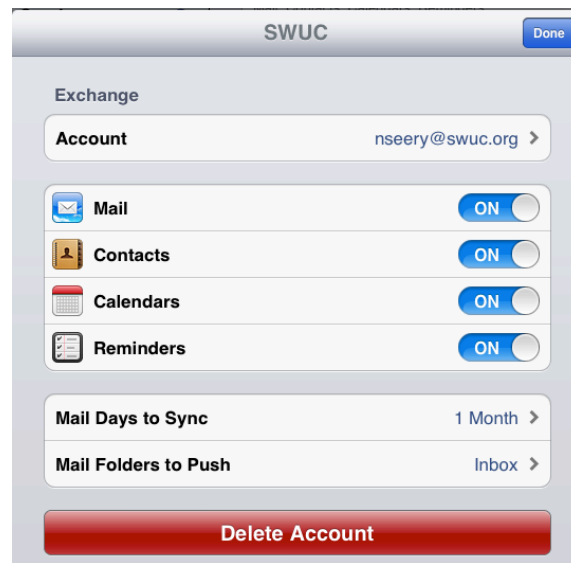 SWUC
Done
Exchange
Account nseery@swuc.org
Mail ON
Contacts ON
Calendars ON
Reminders ON
Mail Days to Sync 1 Month
Mail Folders to Push Inbox
Delete Account